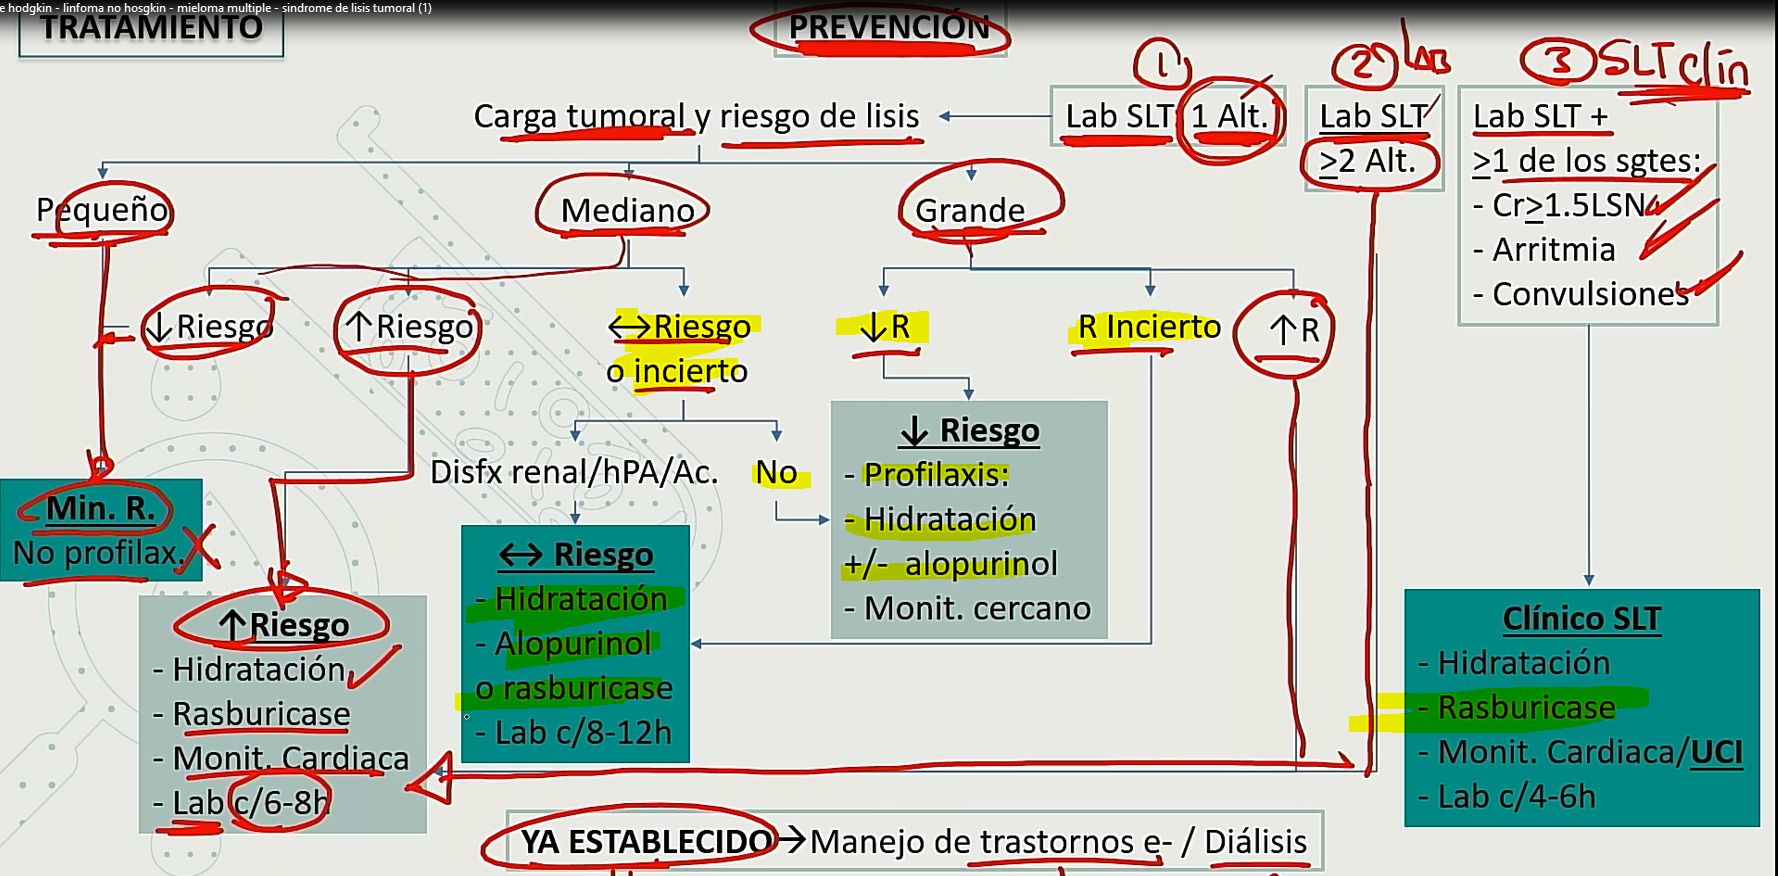 e hodgkin - linfoma no hosgkin - mieloma multiple - sindrome de lisis tumoral (1)
TRATAMIENTO
PREVENCIÓN
1
2
LAB
3 SLT clín
Carga tumoral y riesgo de lisis
Lab SLT 1 Alt.
Lab SLT
≥2 Alt.
Lab SLT +
≥1 de los sgtes:
- Cr≥1.5LSN
- Arritmia
- Convulsiones
Pequeño
Mediano
Grande
↓Riesgo
↑Riesgo
↔Riesgo
o incierto
↓R
R Incierto
↑R
Disfx renal/hPA/Ac.
No
Min. R.
No profilax.
↑Riesgo
- Hidratación
- Rasburicase
- Monit. Cardiaca
- Lab c/6-8h
↔ Riesgo
- Hidratación
- Alopurinol
o rasburicase
- Lab c/8-12h
↓ Riesgo
- Profilaxis:
- Hidratación
+/- alopurinol
- Monit. cercano
Clínico SLT
- Hidratación
- Rasburicase
- Monit. Cardiaca/UCI
- Lab c/4-6h
YA ESTABLECIDO→Manejo de trastornos e- / Diálisis